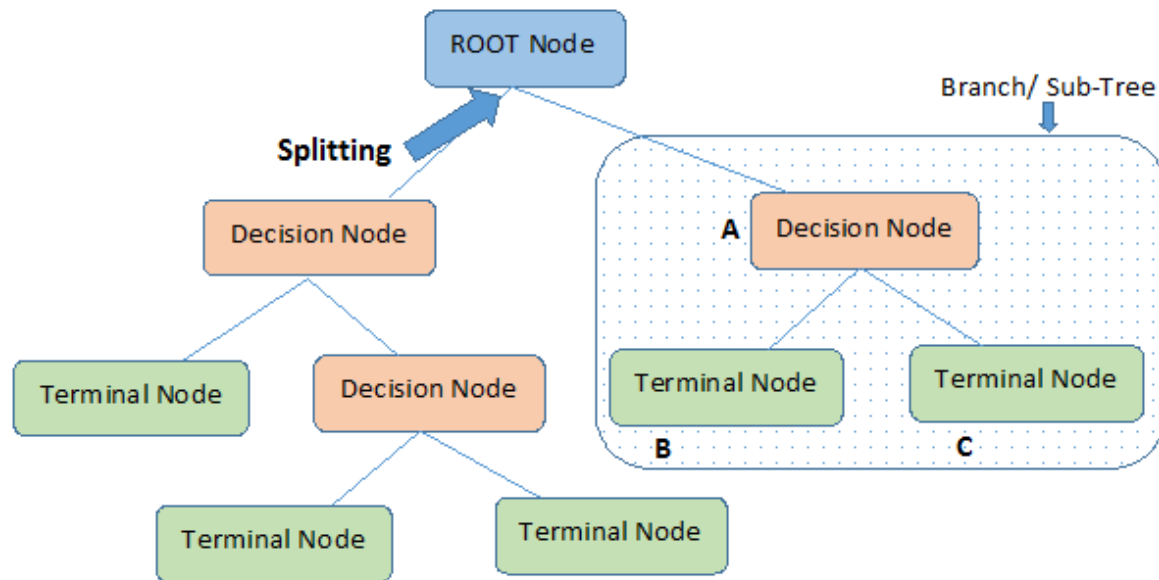 ROOT Node
Branch/ Sub-Tree
Splitting
Decision Node
A
Decision Node
Terminal Node
Decision Node
Terminal Node
Terminal Node
B
C
Terminal Node
Terminal Node